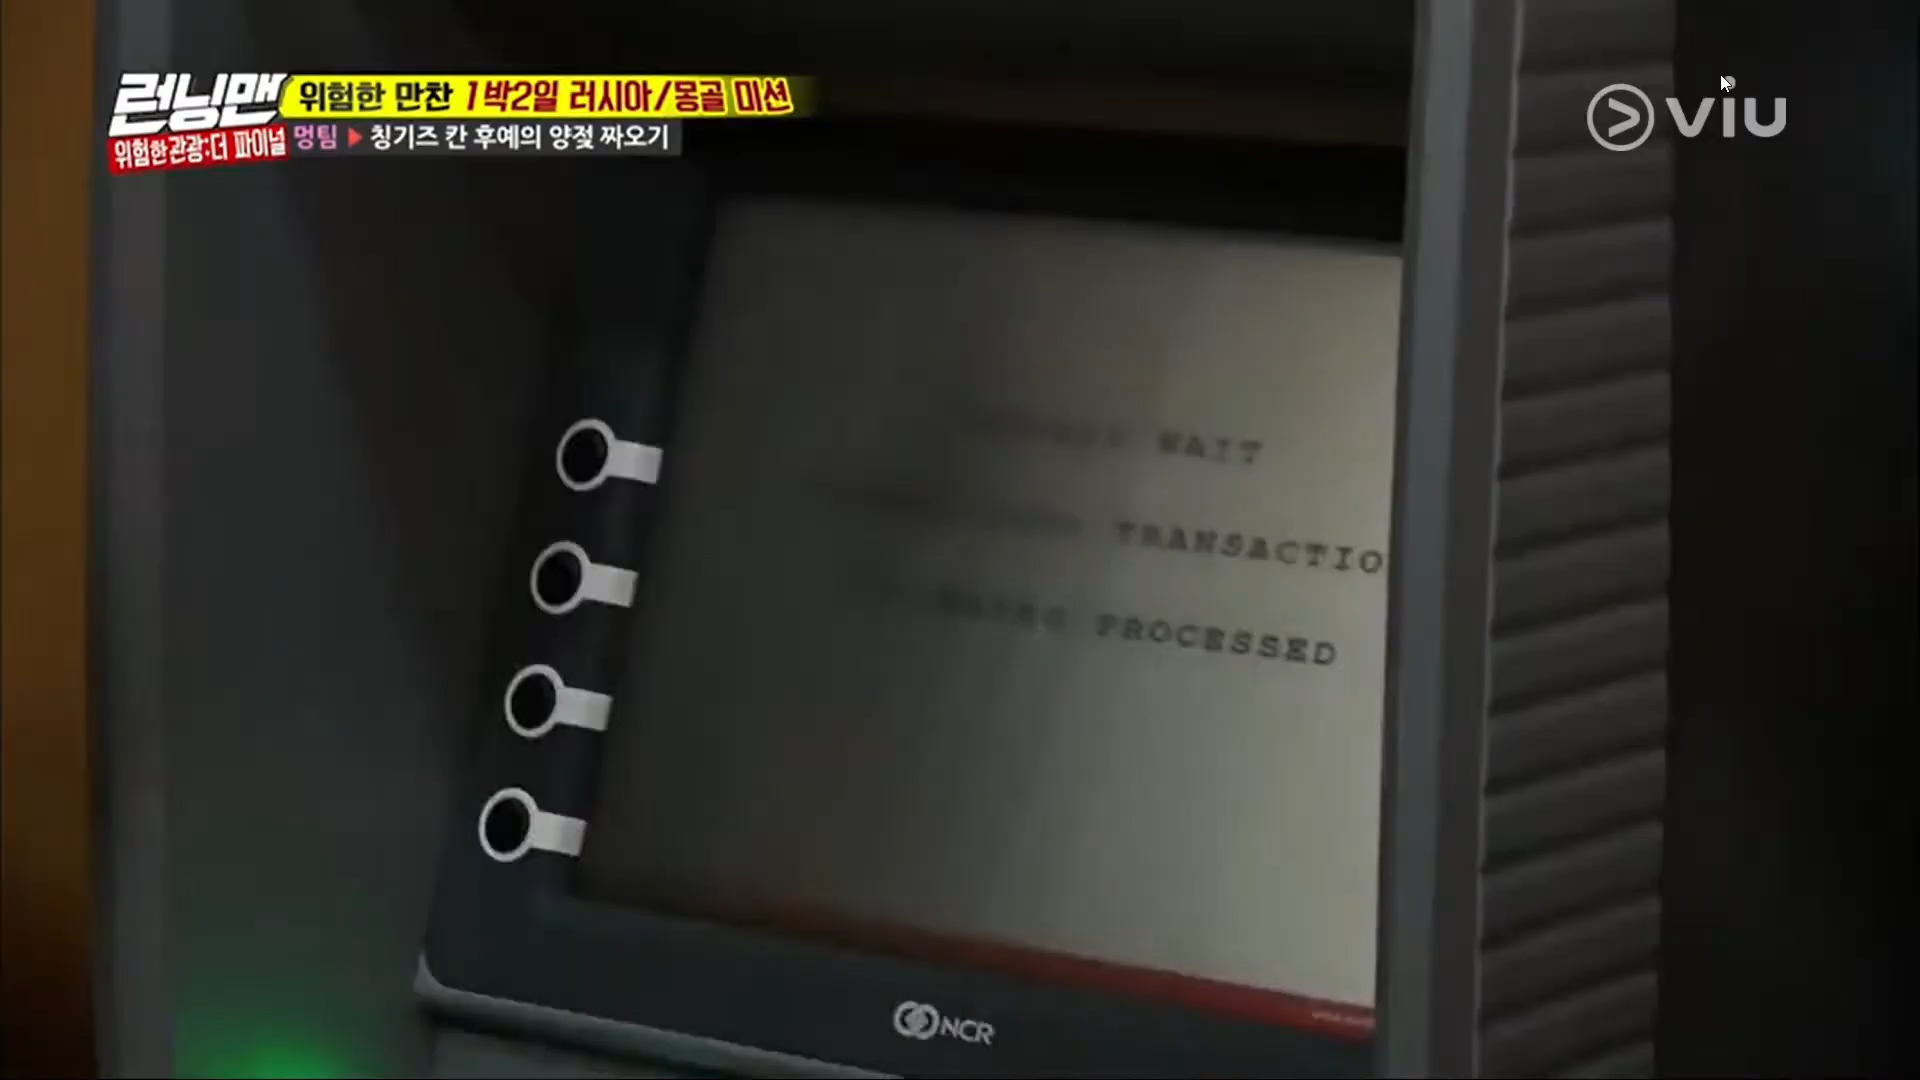 런닝맨
위험한 만찬 1박2일 러시아/몽골 미션
위험한 관광:더 파이널
멍팀 ▶ 칭기즈 칸 후예의 양젖 짜오기
viu
WAIT
TRANSACTIO
BEING PROCESSED
NCR